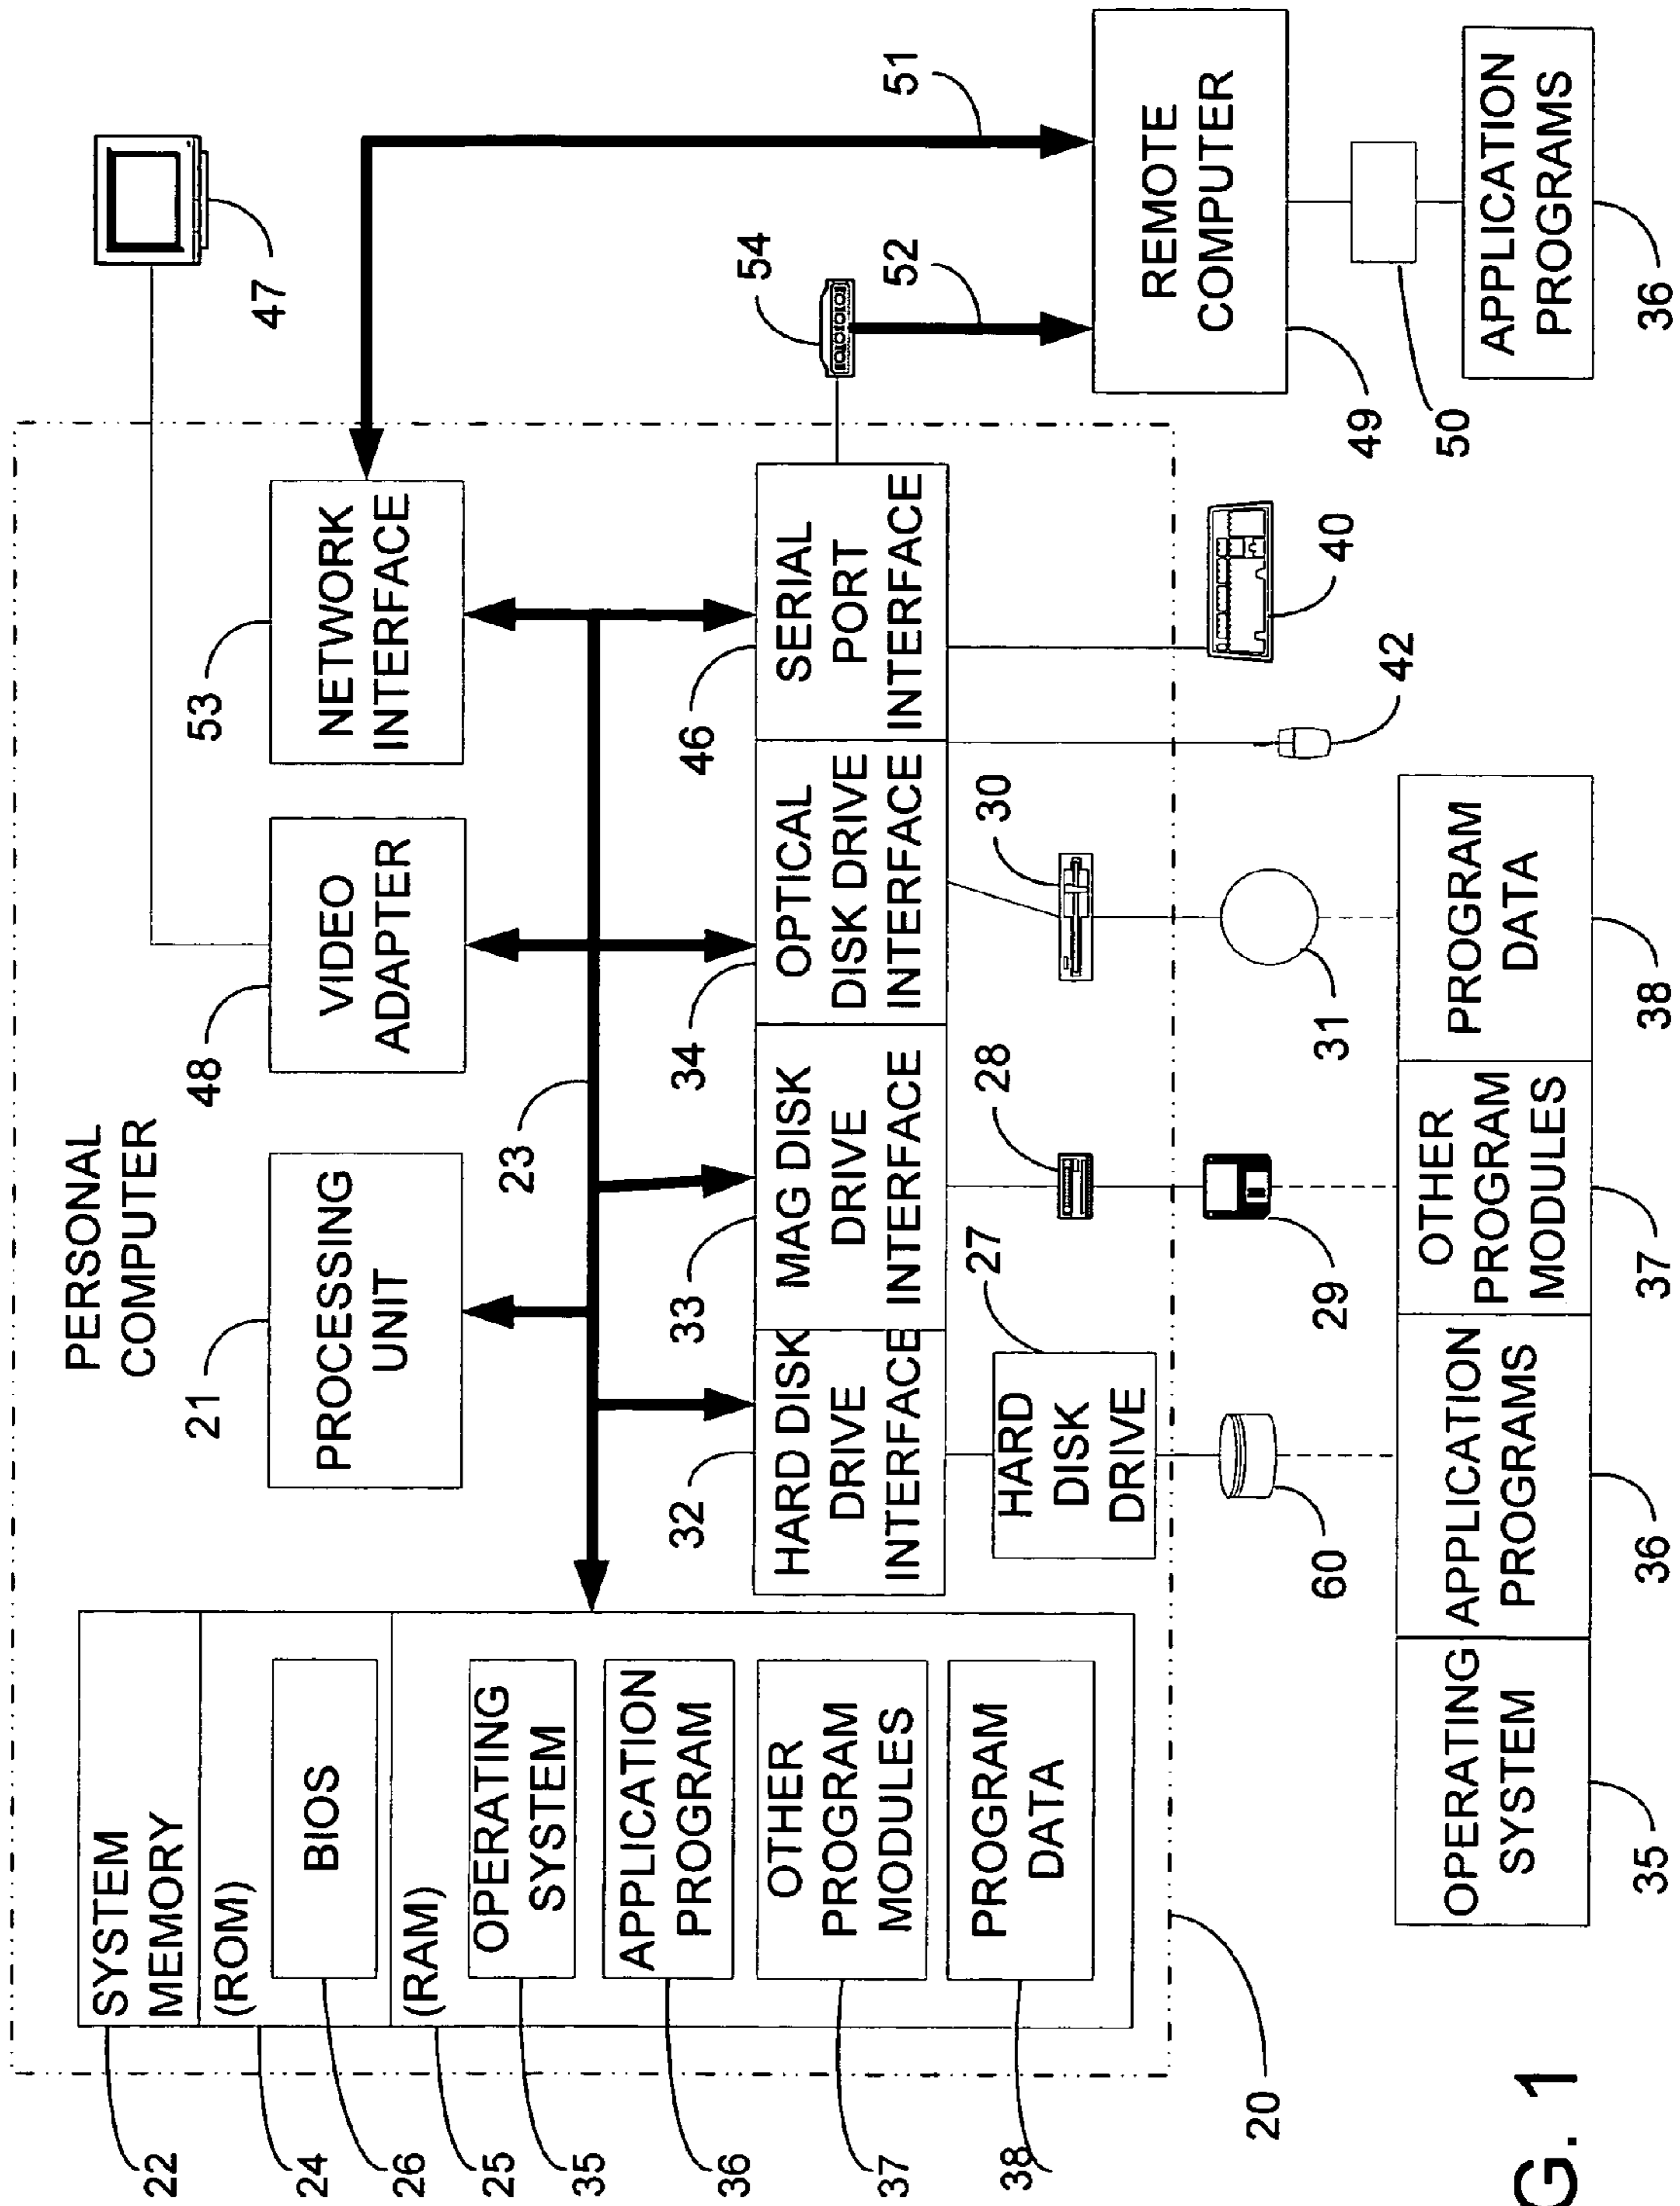 PERSONAL
COMPUTER
47
22
SYSTEM
MEMORY
24
(ROM)
26
BIOS
25
(RAM)
35
OPERATING
SYSTEM
36
APPLICATION
PROGRAM
37
OTHER
PROGRAM
MODULES
38
PROGRAM
DATA
20
21
PROCESSING
UNIT
48
VIDEO
ADAPTER
53
NETWORK
INTERFACE
23
32
HARD DISK
DRIVE
INTERFACE
33
MAG DISK
DRIVE
INTERFACE
34
OPTICAL
DISK DRIVE
INTERFACE
46
SERIAL
PORT
INTERFACE
54
52
51
27
HARD
DISK
DRIVE
28
30
60
29
31
42
40
REMOTE
COMPUTER
49
50
APPLICATION
PROGRAMS
36
OPERATING
SYSTEM
35
APPLICATION
PROGRAMS
36
OTHER
PROGRAM
MODULES
37
PROGRAM
DATA
38
G. 1